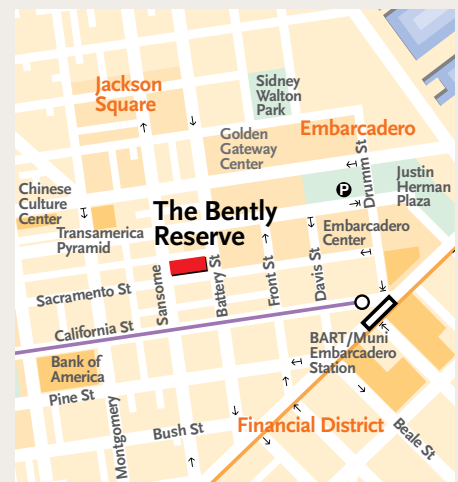 Jackson
Square
Sidney
Walton
Park
Embarcadero
Golden
Gateway
Center
Drumm St
P
Justin
Herman
Plaza
Chinese
Culture
Center
The Bently
Reserve
Transamerica
Pyramid
Embarcadero
Center
Sacramento St
Sansome
Battery St
Front St
Davis St
California St
BART/Muni
Embarcadero
Station
Bank of
America
Pine St
Montgomery
Bush St
Financial District
Beale St